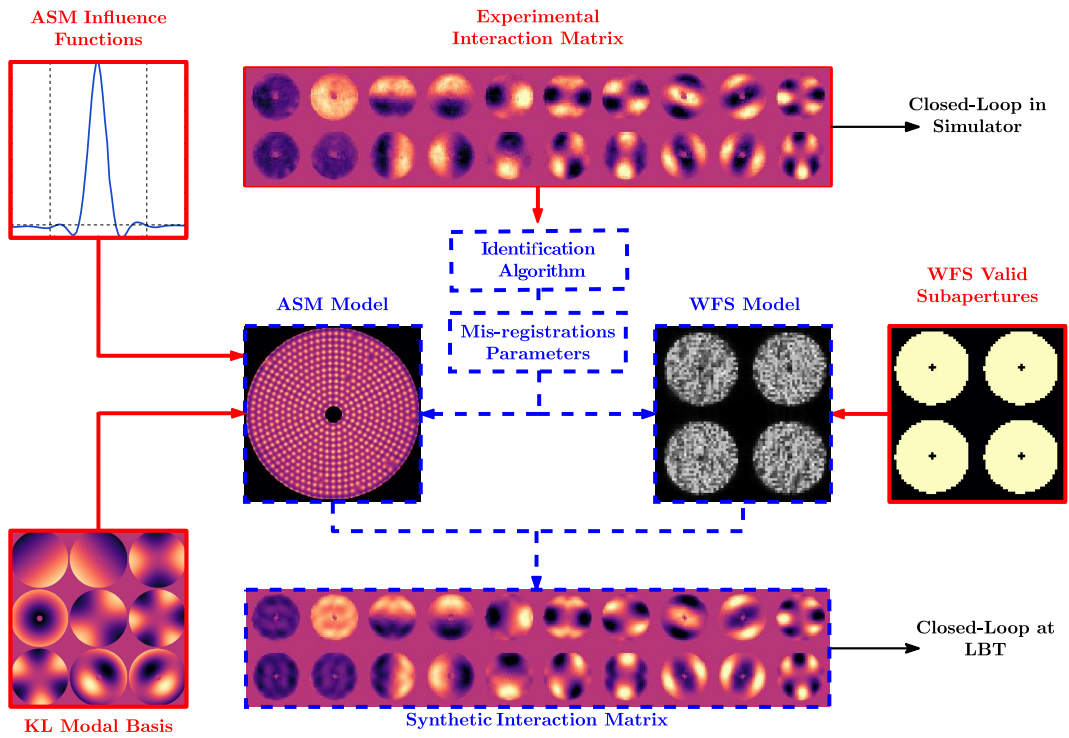 ASM Influence
Functions
Experimental
Interaction Matrix
Closed-Loop in
Simulator
Identification
Algorithm
ASM Model
Mis-registrations
Parameters
WFS Model
WFS Valid
Subapertures
KL Modal Basis
Synthetic Interaction Matrix
Closed-Loop at
LBT